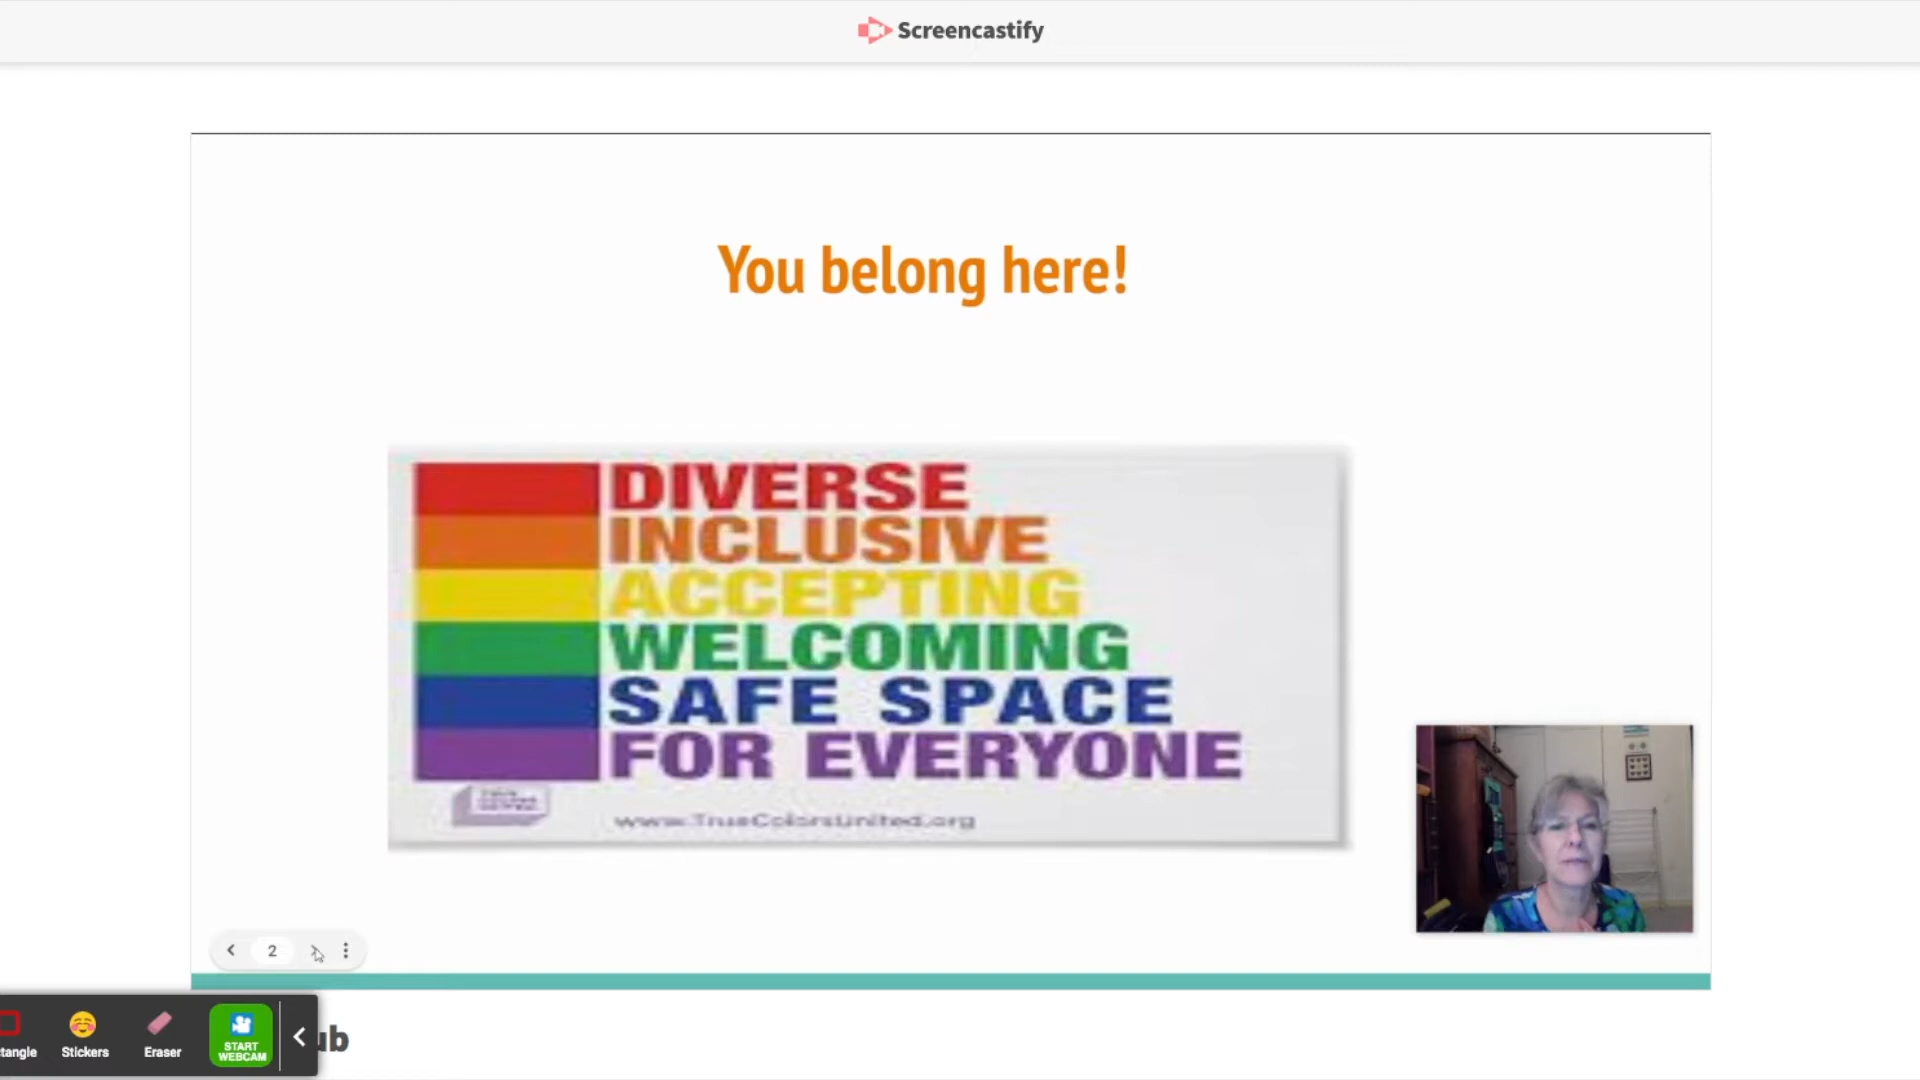 Screencastify
You belong here!
DIVERSE
INCLUSIVE
ACCEPTING
WELCOMING
SAFE SPACE
FOR EVERYONE
www.TrueColorsUnited.org
2
tangle
Stickers
Eraser
START
WEBCAM
ub